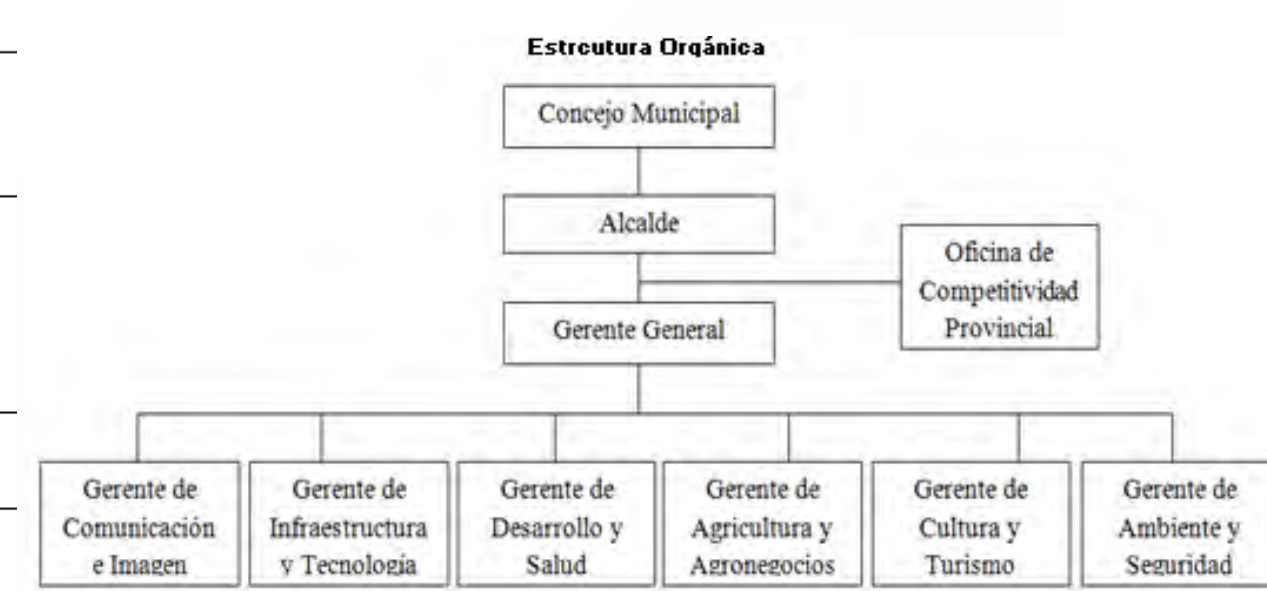 Estrcutura Orgánica
Concejo Municipal
Alcalde
Oficina de
Competitividad
Provincial
Gerente General
Gerente de
Comunicación
e Imagen
Gerente de
Infraestructura
y Tecnología
Gerente de
Desarrollo y
Salud
Gerente de
Agricultura y
Agronegocios
Gerente de
Cultura y
Turismo
Gerente de
Ambiente y
Seguridad